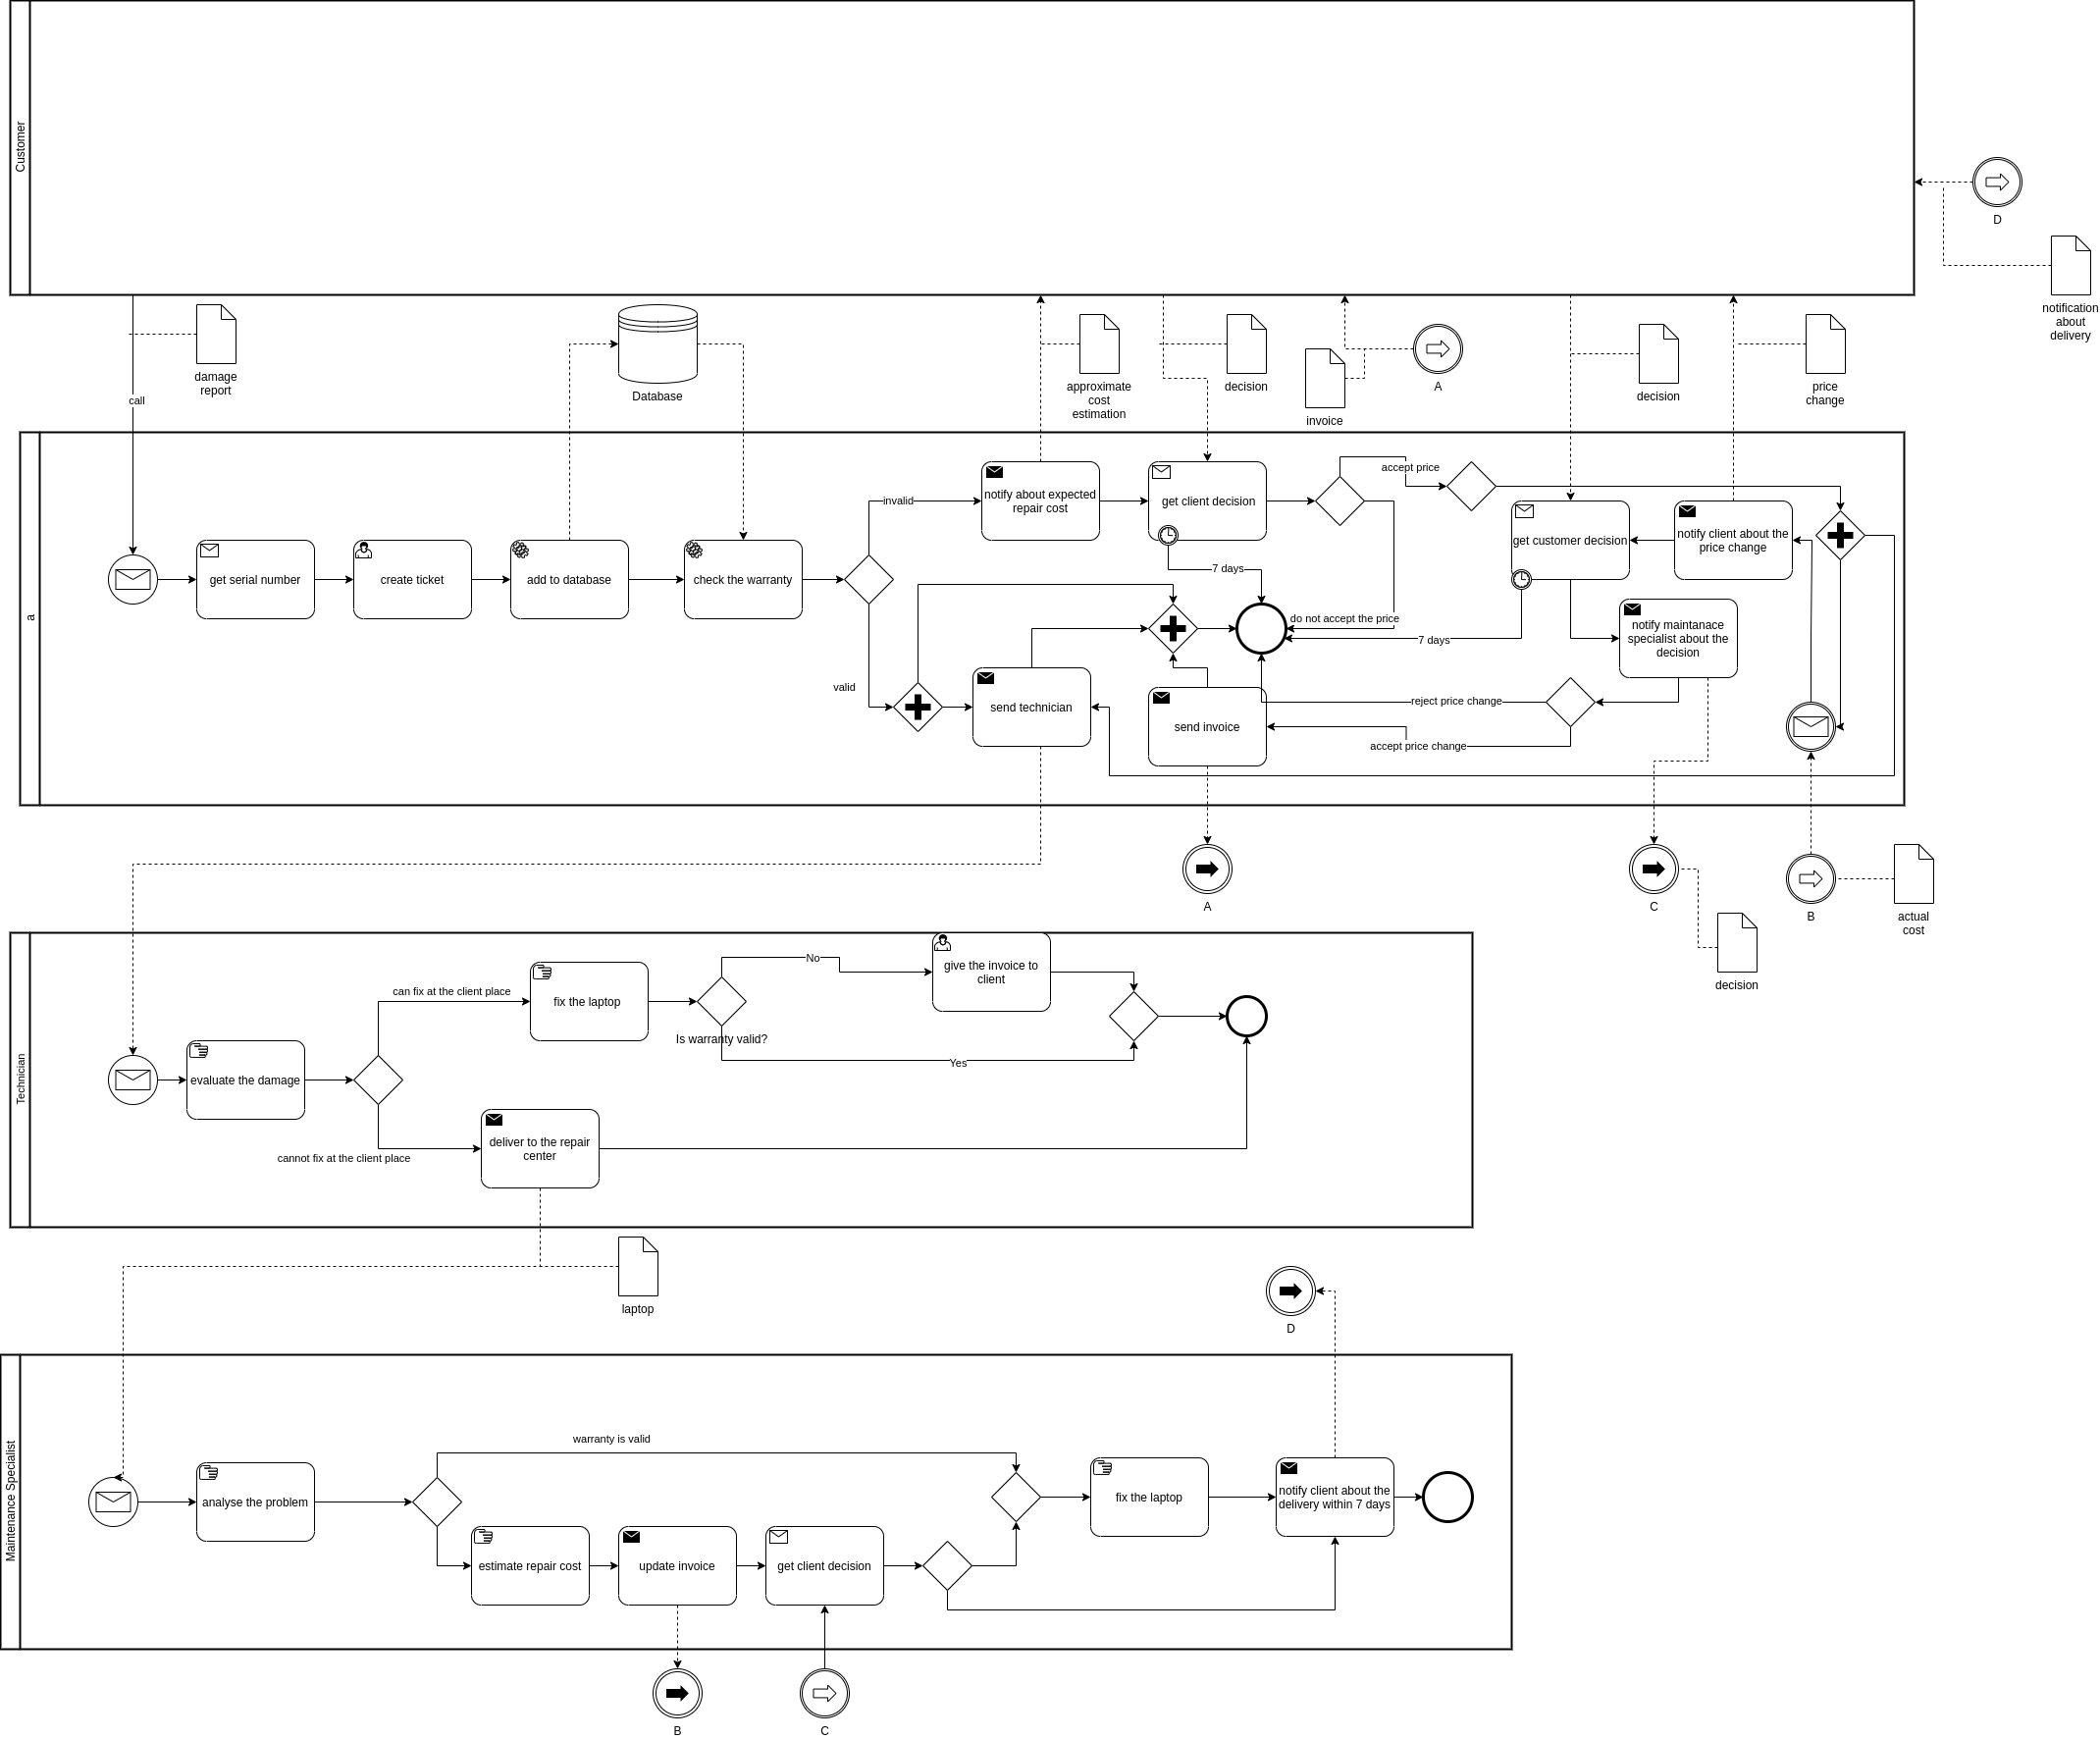 Customer
D
notification
about
delivery
damage
report
call
Database
approximate
cost
estimation
decision
invoice
A
decision
price
change
a
get serial number
create ticket
add to database
check the warranty
invalid
valid
notify about expected
repair cost
get client decision
accept price
7 days
do not accept the price
get customer decision
notify client about the
price change
7 days
notify maintanace
specialist about the
decision
send technician
send invoice
reject price change
accept price change
A
C
B
actual
cost
decision
Technician
evaluate the damage
can fix at the client place
cannot fix at the client place
fix the laptop
Is warranty valid?
No
Yes
give the invoice to
client
deliver to the repair
center
laptop
D
Maintenance Specialist
analyse the problem
warranty is valid
estimate repair cost
update invoice
get client decision
fix the laptop
notify client about the
delivery within 7 days
B
C